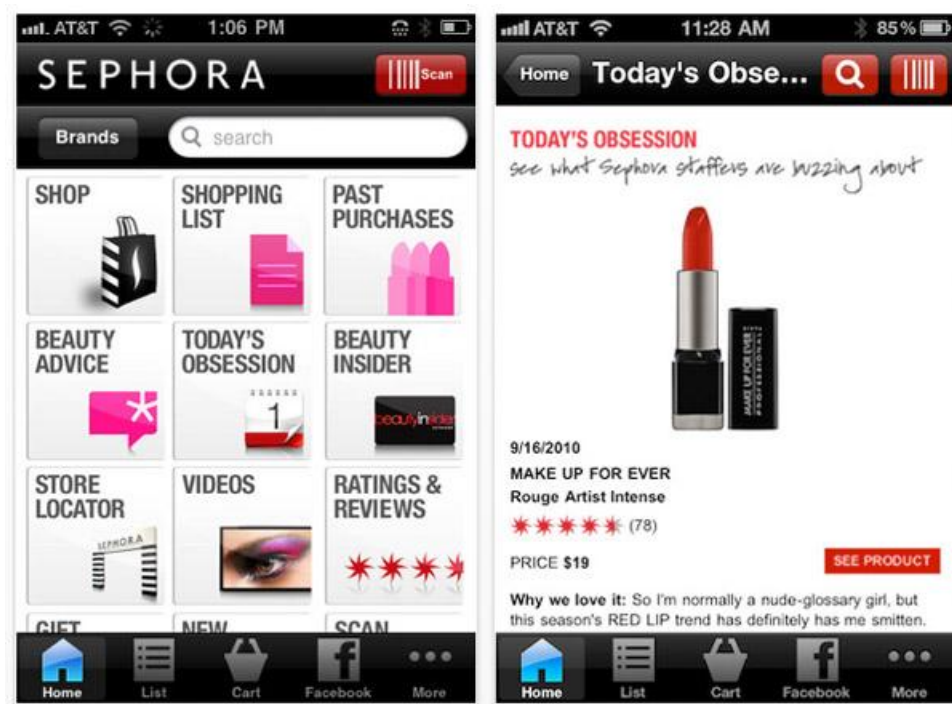 AT&T 1:06 PM
SEPHORA Scan
Brands search
SHOP
SHOPPING
LIST
PAST
PURCHASES
BEAUTY
ADVICE
TODAY'S
OBSESSION
1
BEAUTY
INSIDER
beautyinsider
STORE
LOCATOR
SEPHORA
VIDEOS
RATINGS &
REVIEWS
GIFT
NEW
SCAN
Home List Cart Facebook More
AT&T 11:28 AM 85%
Home Today's Obse...
TODAY'S OBSESSION
see what Sephora staffers are buzzing about
MAKE UP FOR EVER
PROFESSIONAL
9/16/2010
MAKE UP FOR EVER
Rouge Artist Intense
(78)
PRICE $19 SEE PRODUCT
Why we love it: So I'm normally a nude-glossary girl, but
this season's RED LIP trend has definitely has me smitten.
Home List Cart Facebook More